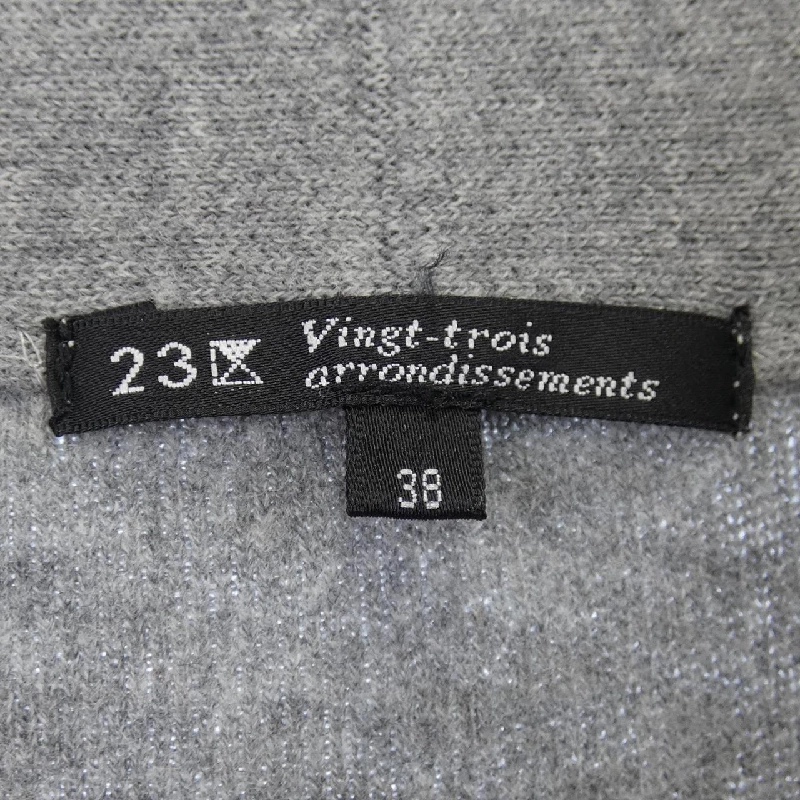 23区
Vingt-trois
arrondissements
38